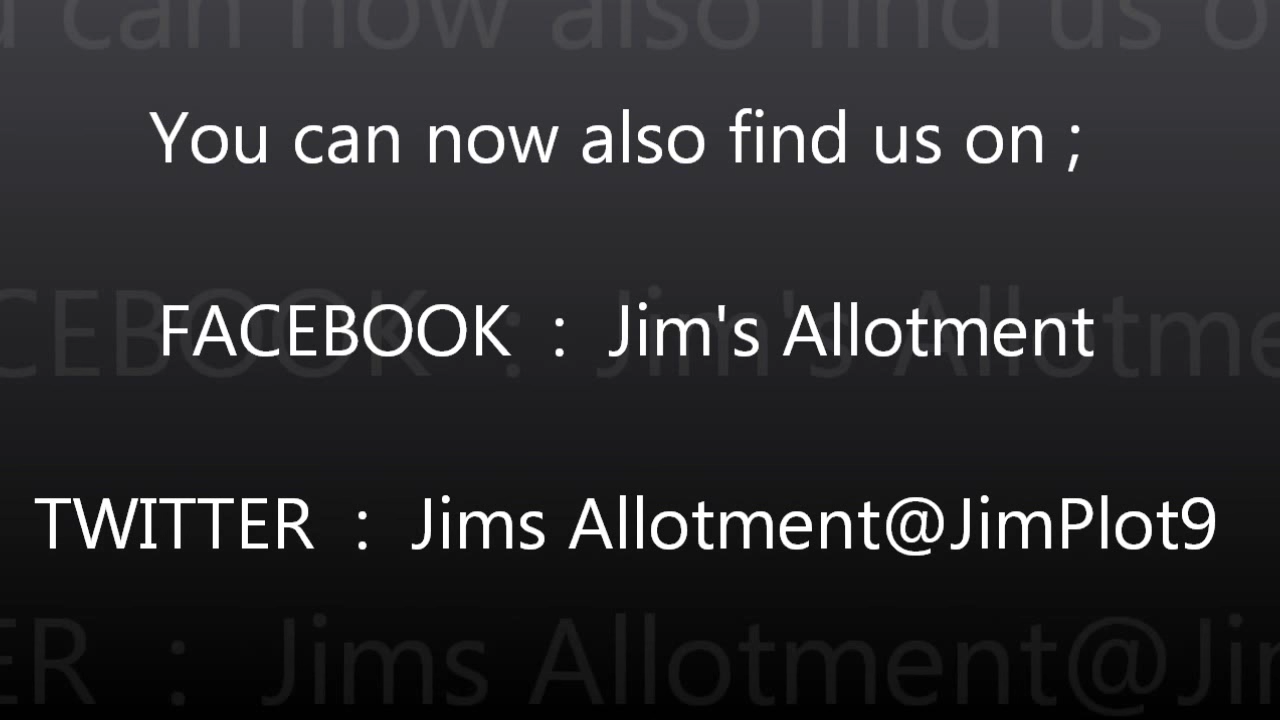 You can now also find us on ;
FACEBOOK : Jim's Allotment
TWITTER : Jims Allotment@JimPlot9